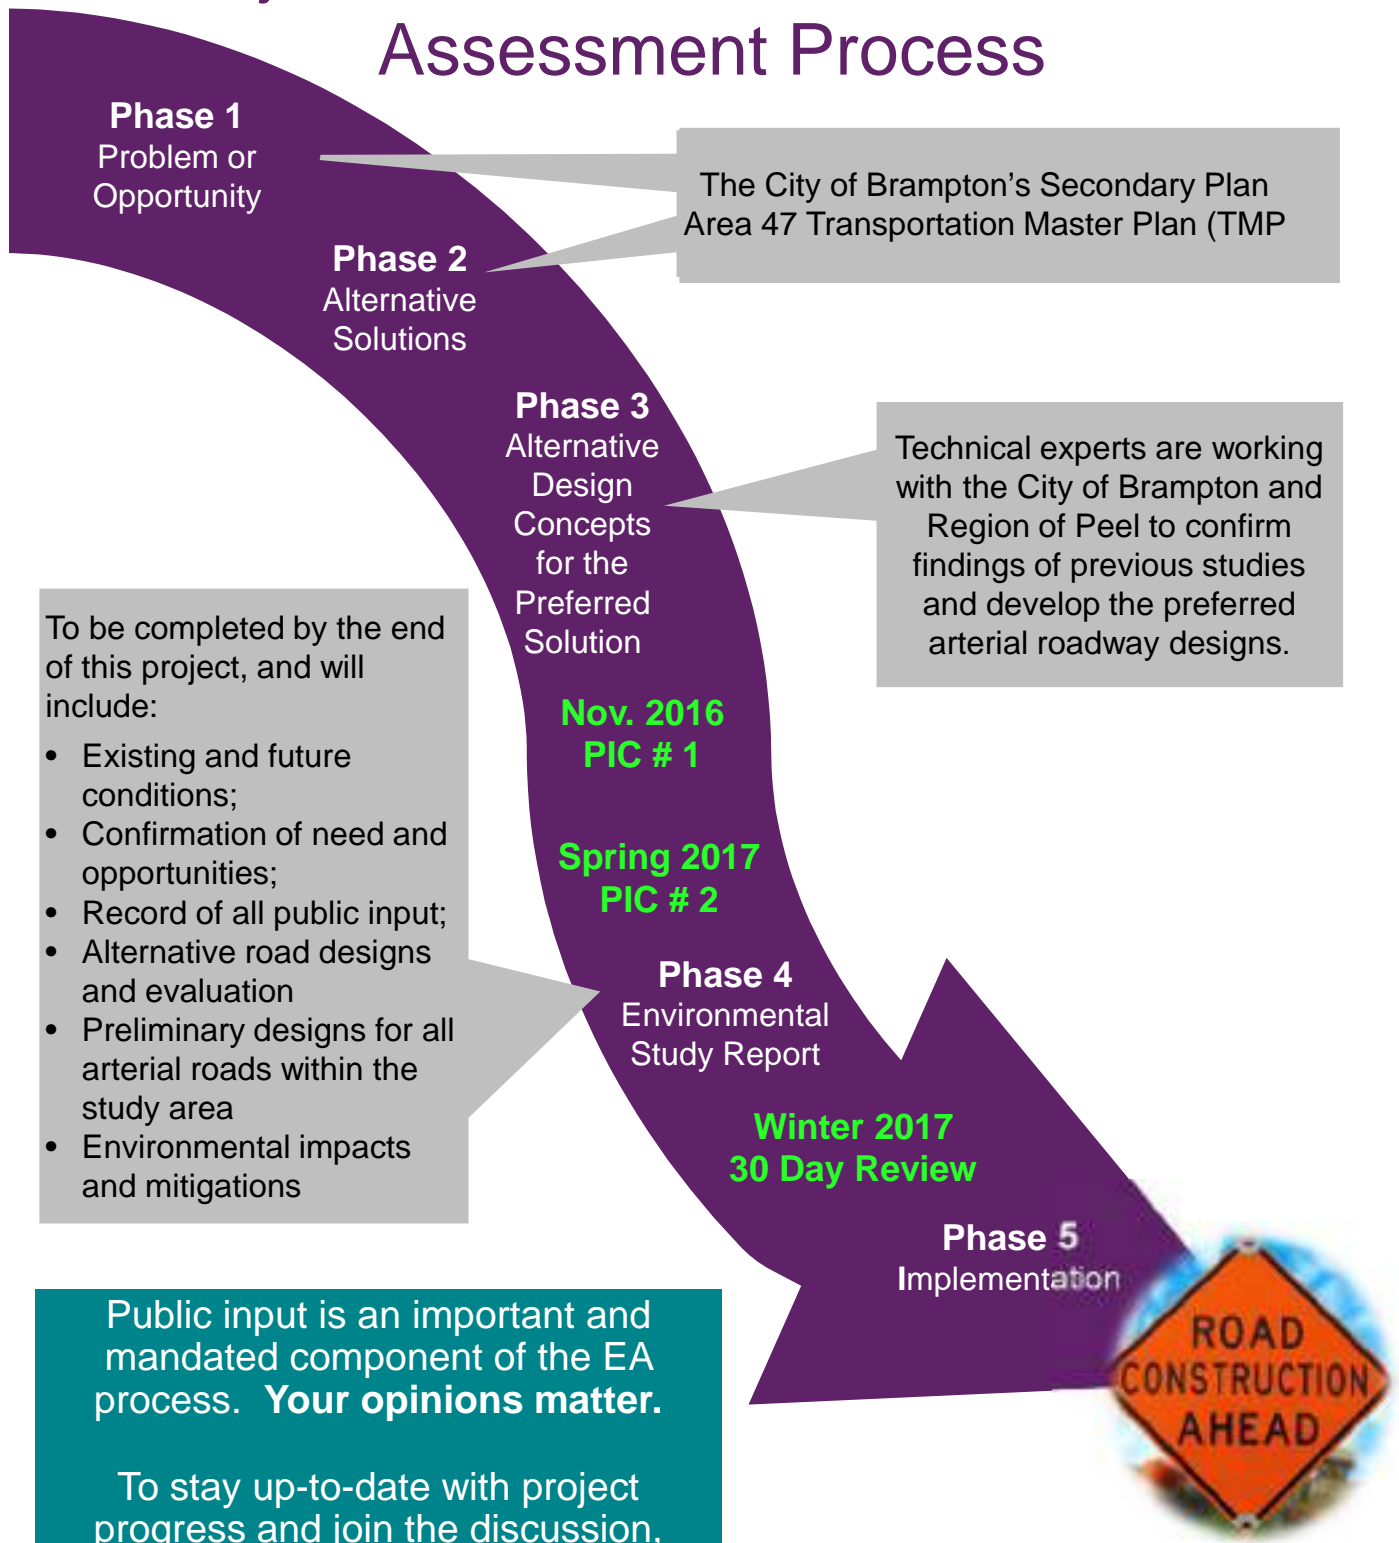 Assessment Process
Phase 1
Problem or
Opportunity
The City of Brampton's Secondary Plan
Area 47 Transportation Master Plan (TMP
Phase 2
Alternative
Solutions
Phase 3
Alternative
Design
Concepts
for the
Preferred
Solution
Technical experts are working
with the City of Brampton and
Region of Peel to confirm
findings of previous studies
and develop the preferred
arterial roadway designs.
Nov. 2016
PIC # 1
Spring 2017
PIC # 2
To be completed by the end
of this project, and will
include:
• Existing and future
conditions;
• Confirmation of need and
opportunities;
• Record of all public input;
• Alternative road designs
and evaluation
• Preliminary designs for all
arterial roads within the
study area
• Environmental impacts
and mitigations
Phase 4
Environmental
Study Report
Winter 2017
30 Day Review
Phase 5
Implementation
ROAD
CONSTRUCTION
AHEAD
Public input is an important and
mandated component of the EA
process. Your opinions matter.
To stay up-to-date with project
progress and join the discussion,